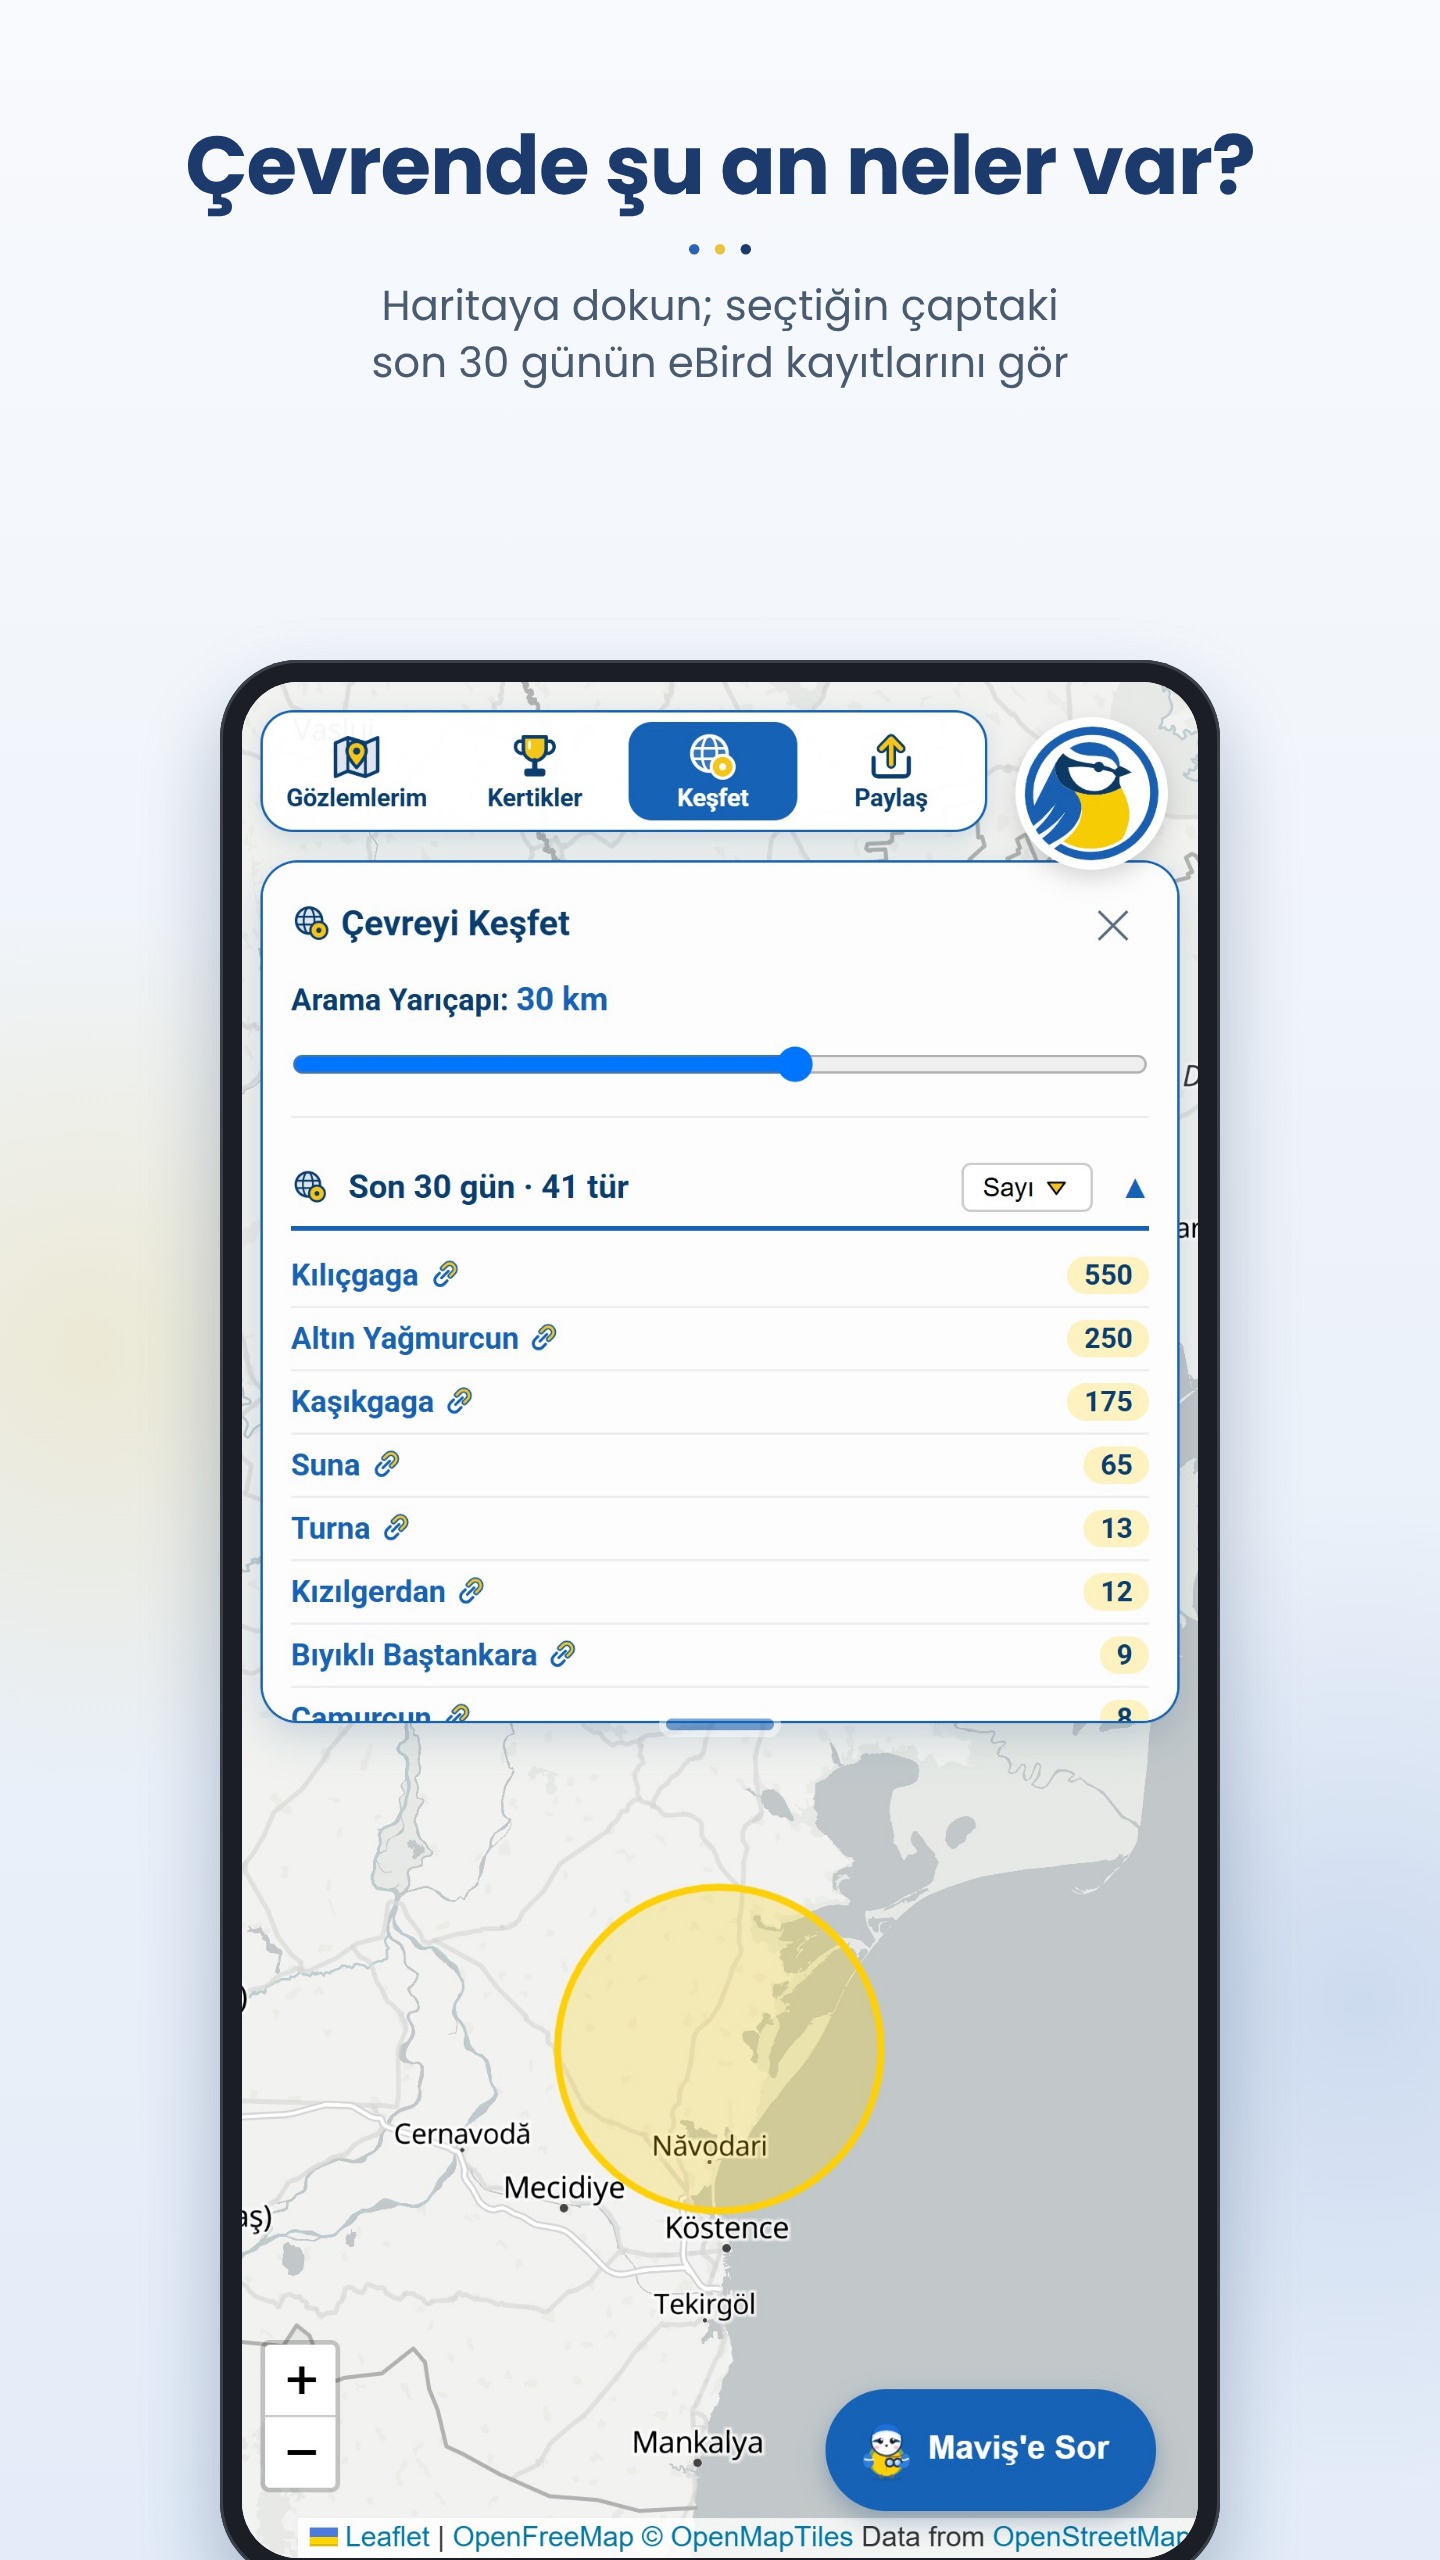 Çevrende şu an neler var?
Haritaya dokun; seçtiğin çaptaki
son 30 günün eBird kayıtlarını gör
Vaslui
Gözlemlerim
Kertikler
Keşfet
Paylaş
Çevreyi Keşfet
Arama Yarıçapı: 30 km
Son 30 gün · 41 tür
Sayı
Kılıçgaga
550
Altın Yağmurcun
250
Kaşıkgaga
175
Suna
65
Turna
13
Kızılgerdan
12
Bıyıklı Baştankara
9
Çamurcun
8
Cernavodă
Năvodari
Mecidiye
Köstence
Tekirgöl
Mankalya
+
−
Maviş'e Sor
Leaflet | OpenFreeMap © OpenMapTiles Data from OpenStreetMap